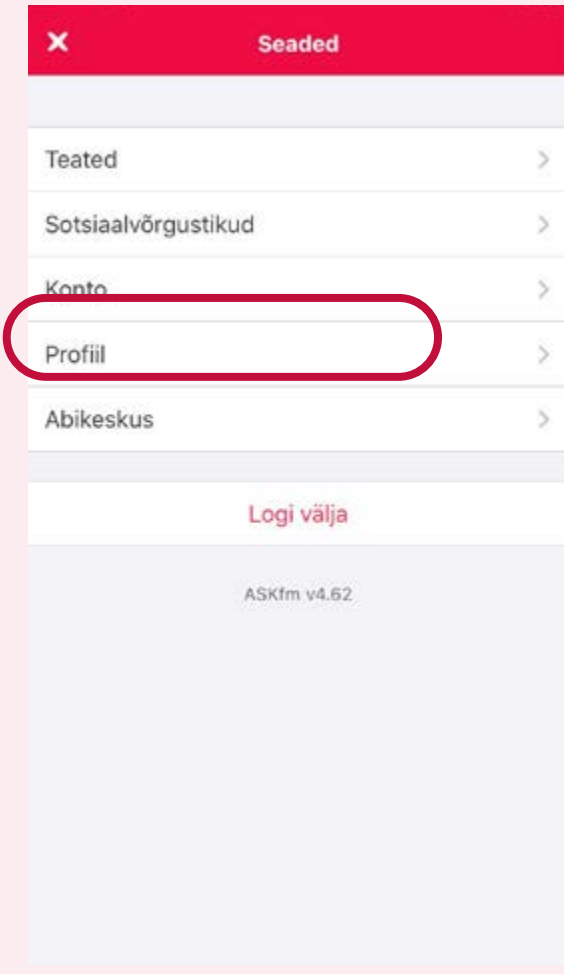 Seaded
Teated
Sotsiaalvõrgustikud
Konto
Profiil
Abikeskus
Logi välja
ASKfm v4.62